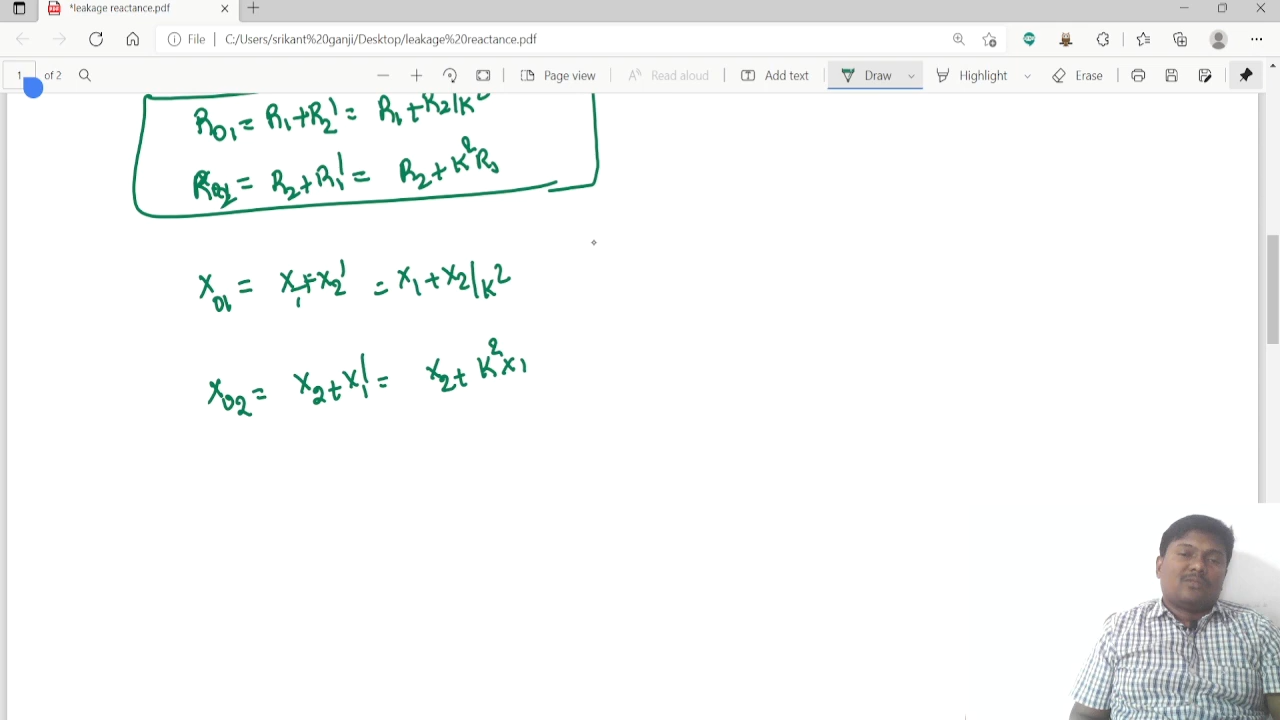 *leakage reactance.pdf
File | C:/Users/srikant%20ganji/Desktop/leakage%20reactance.pdf
1 of 2 Page view Read aloud Add text Draw Highlight Erase
R01 = R1+R2' = R1+R2/K²
R02 = R2+R1' = R2+K²R1
X01 = X1+X2' = X1+X2/K²
X02 = X2+X1' = X2+K²X1